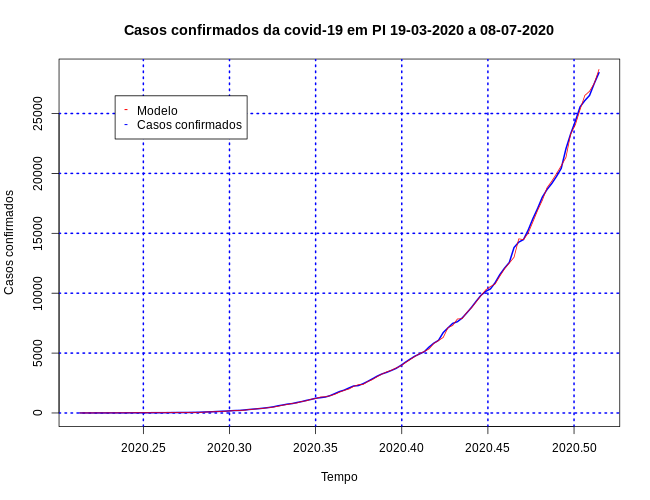 Casos confirmados da covid-19 em PI 19-03-2020 a 08-07-2020
Casos confirmados
25000
20000
15000
10000
5000
0
Modelo
Casos confirmados
2020.25 2020.30 2020.35 2020.40 2020.45 2020.50
Tempo